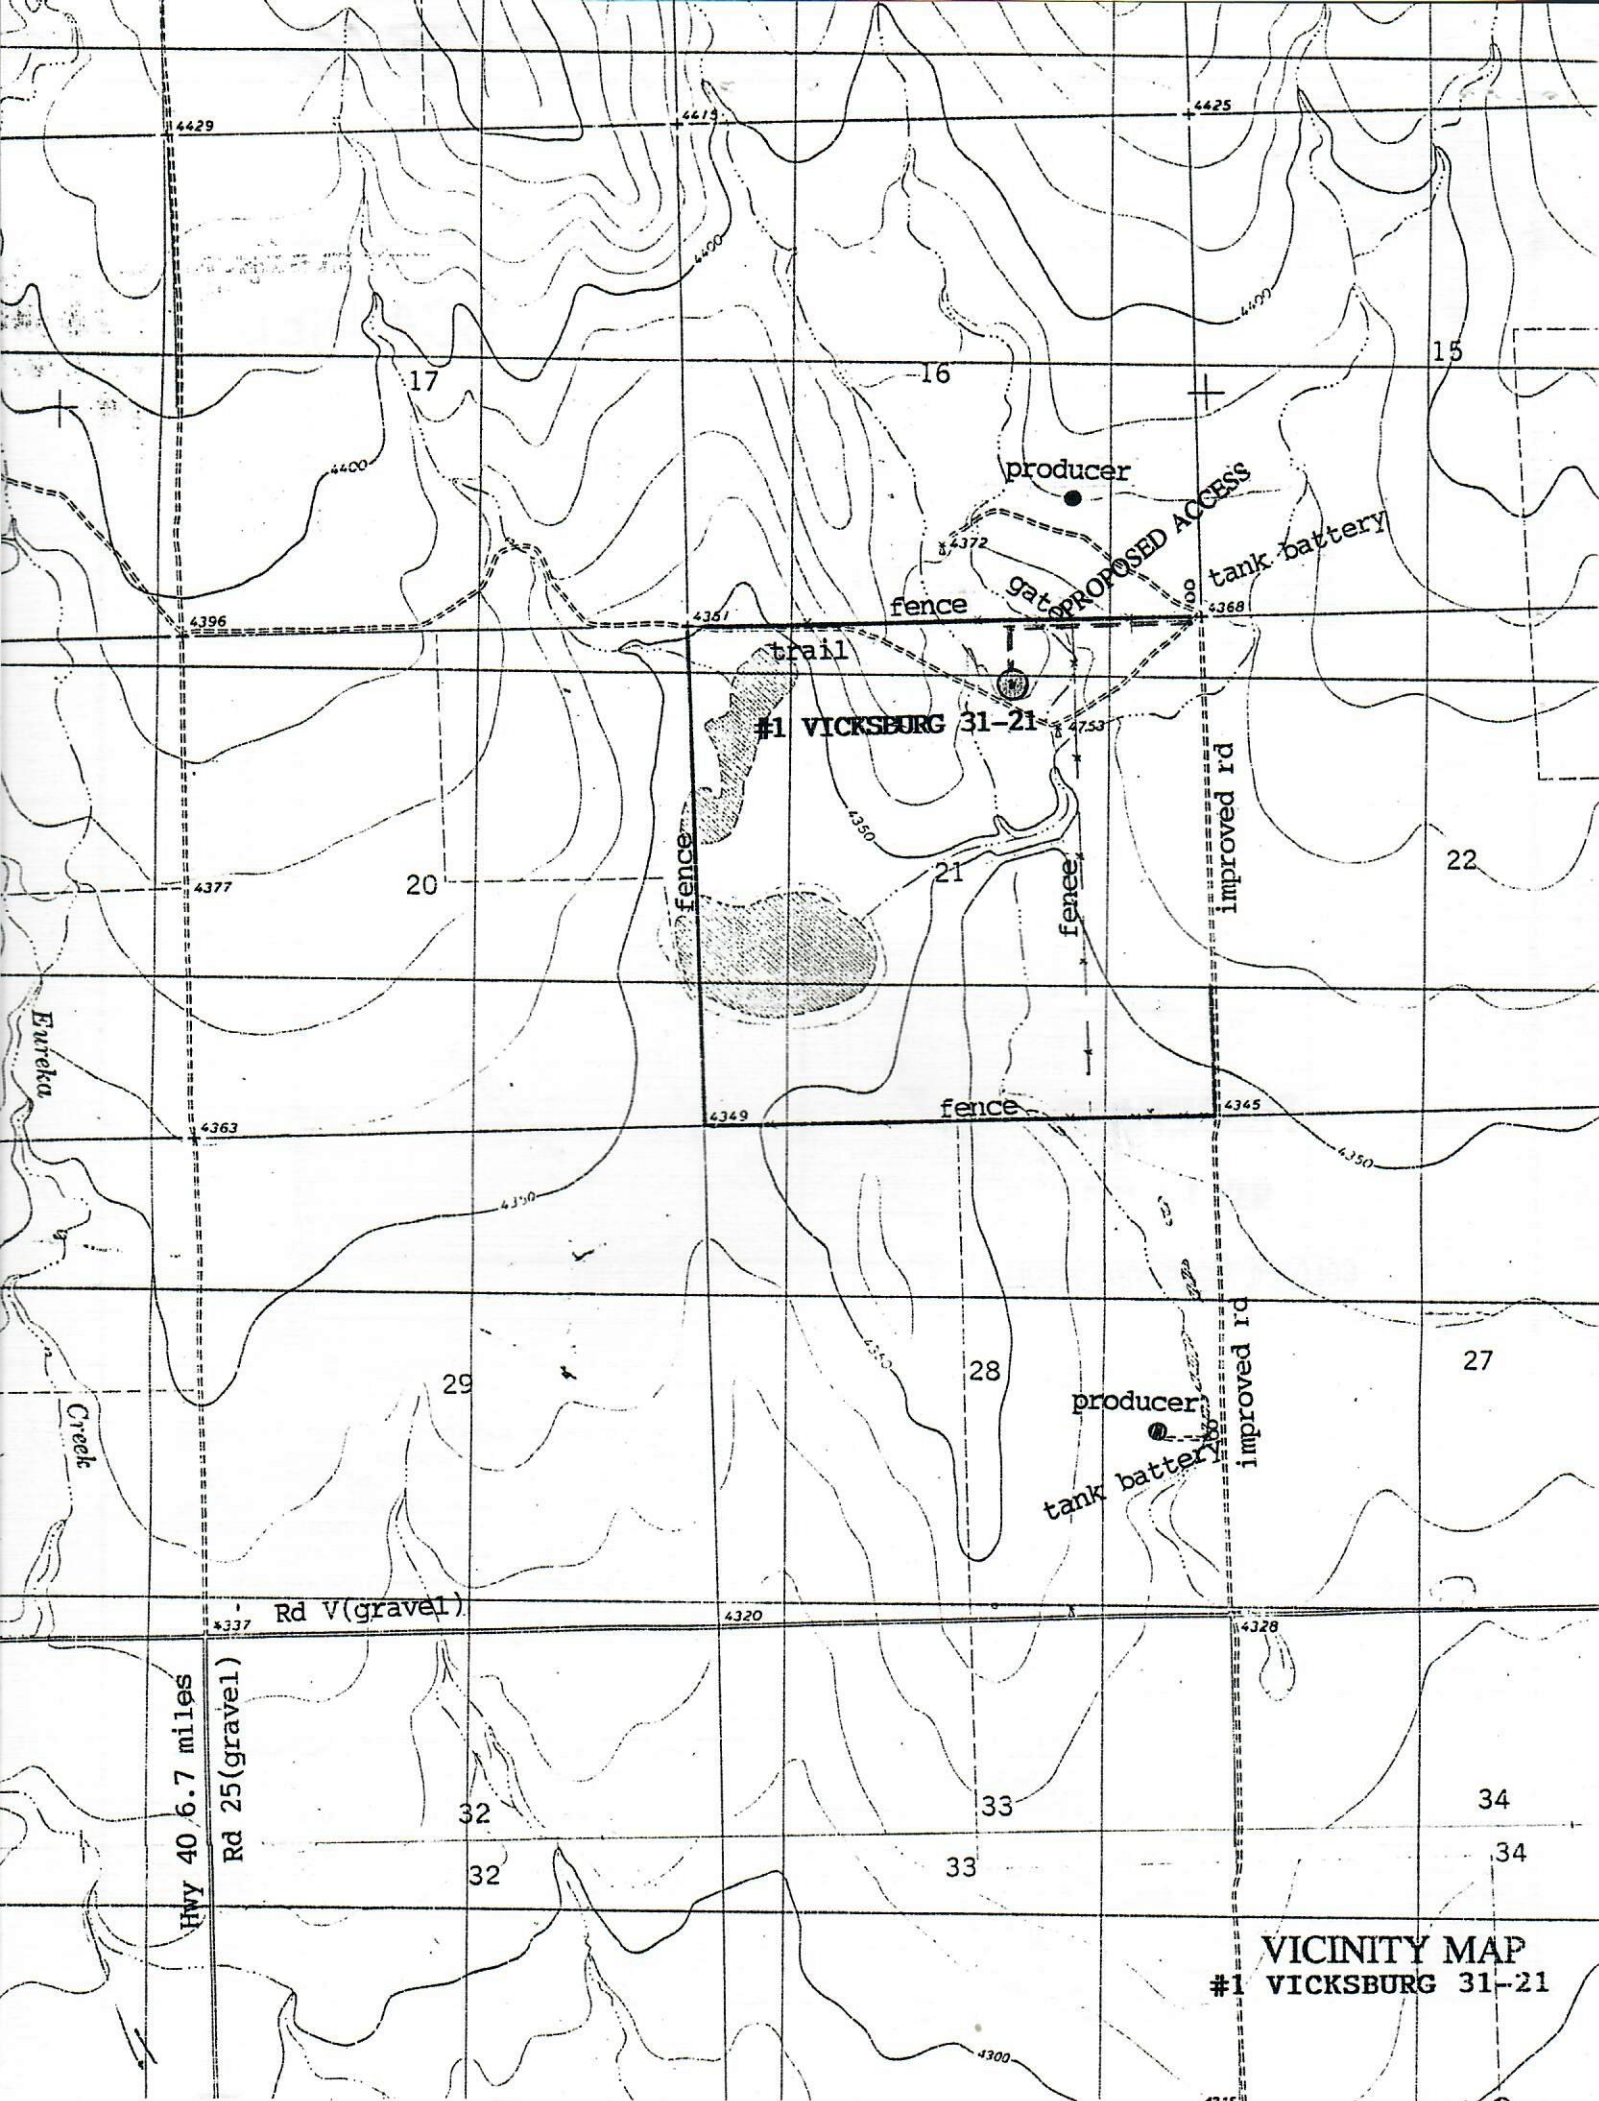 4429
4415
4425
4400
4400
15
17
16
4400
producer
PROPOSED ACCESS
tank battery
4372
gate
fence
4396
4351
4368
trail
#1 VICKSBURG 31-21
4753
improved rd
4350
fence
20
21
22
4377
fence
Eureka
fence
4349
4345
4363
4350
4350
4350
29
28
27
producer
improved rd
Creek
tank battery
Rd V(gravel)
4337
4320
4328
Hwy 40 6.7 miles
Rd 25(gravel)
32
33
34
32
33
34
VICINITY MAP
#1 VICKSBURG 31-21
4300